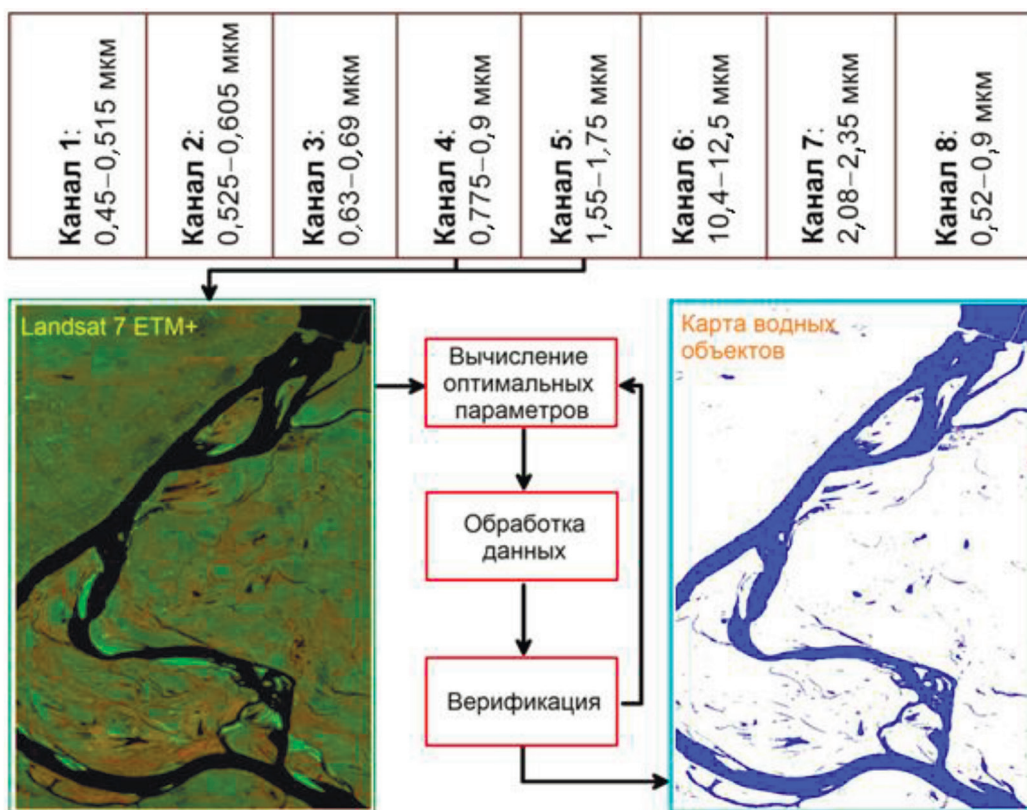 Канал 1:
0,45–0,515 мкм
Канал 2:
0,525–0,605 мкм
Канал 3:
0,63–0,69 мкм
Канал 4:
0,775–0,9 мкм
Канал 5:
1,55–1,75 мкм
Канал 6:
10,4–12,5 мкм
Канал 7:
2,08–2,35 мкм
Канал 8:
0,52–0,9 мкм
Landsat 7 ETM+
Вычисление
оптимальных
параметров
Обработка
данных
Верификация
Карта водных
объектов